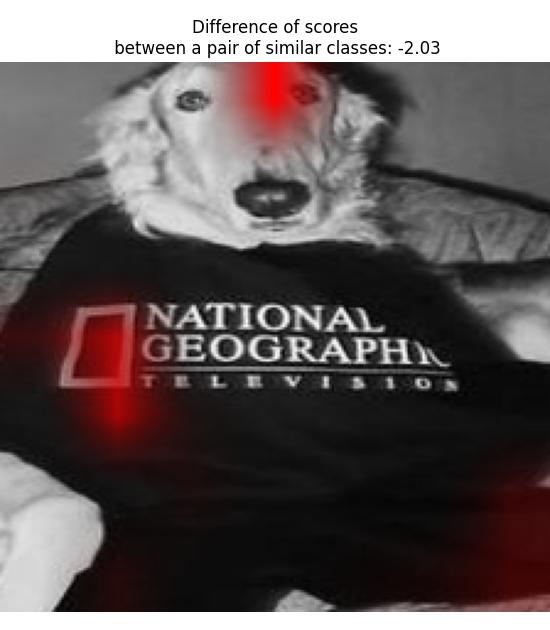 Difference of scores
between a pair of similar classes: -2.03
NATIONAL
GEOGRAPHIC
TELEVISION